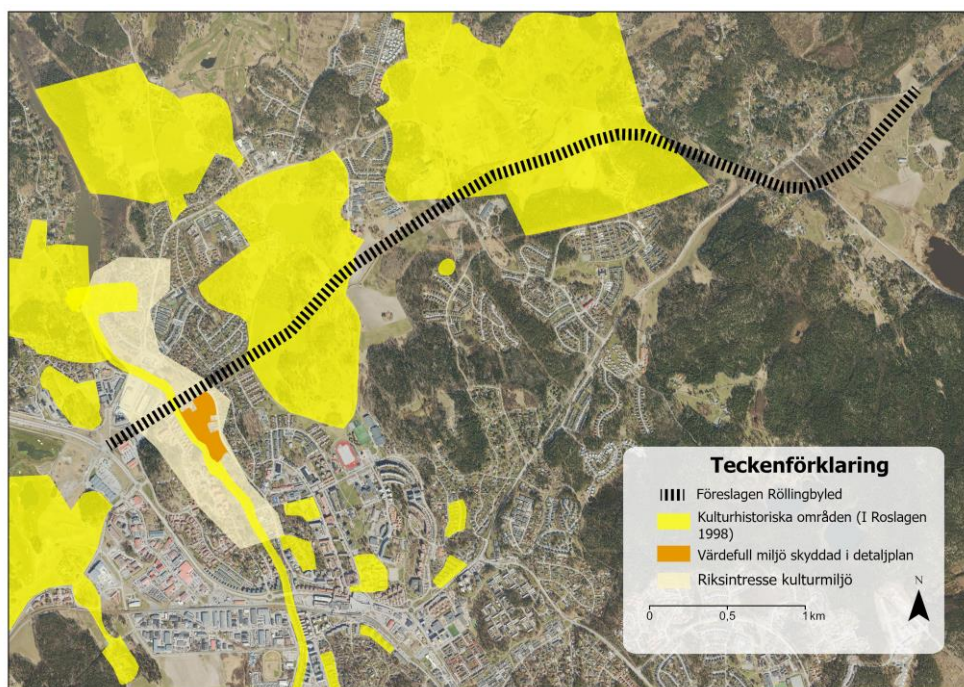 Teckenförklaring
Föreslagen Röllingbyled
Kulturhistoriska områden (I Roslagen
1998)
Värdefull miljö skyddad i detaljplan
Riksintresse kulturmiljö
N
0 0,5 1 km